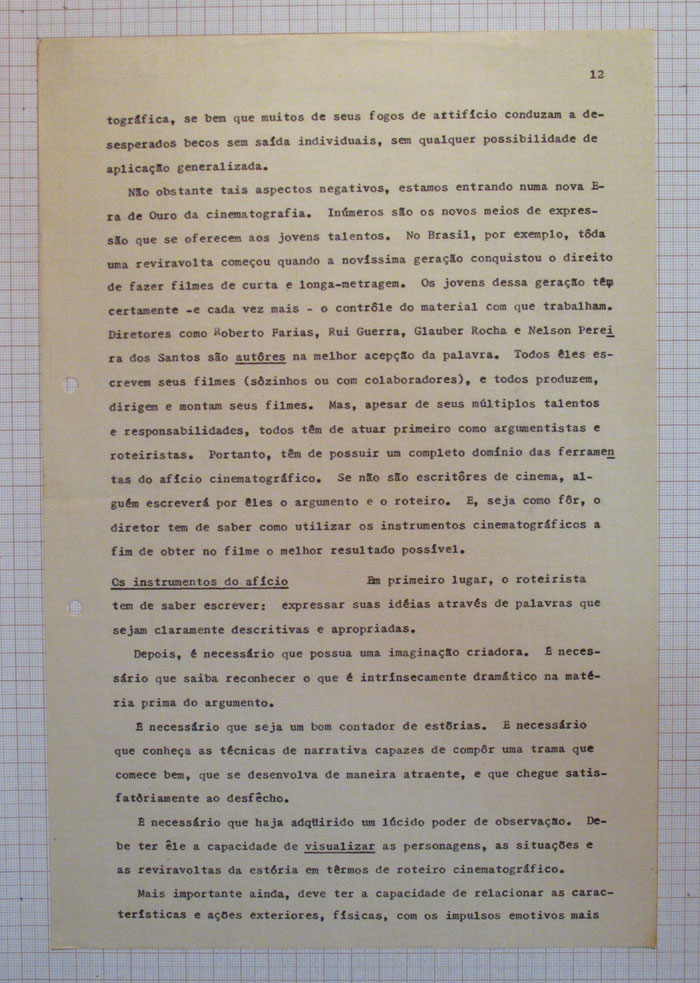 12
tográfica, se bem que muitos de seus fogos de artifício conduzam a de-
sesperados becos sem saída individuais, sem qualquer possibilidade de
aplicação generalizada.
Não obstante tais aspectos negativos, estamos entrando numa nova E-
ra de Ouro da cinematografia. Inúmeros são os novos meios de expres-
são que se oferecem aos jovens talentos. No Brasil, por exemplo, tôda
uma reviravolta começou quando a novíssima geração conquistou o direito
de fazer filmes de curta e longa-metragem. Os jovens dessa geração têm
certamente -e cada vez mais - o contrôle do material com que trabalham.
Diretores como Roberto Farias, Rui Guerra, Glauber Rocha e Nelson Perei
ra dos Santos são autôres na melhor acepção da palavra. Todos êles es-
crevem seus filmes (sòzinhos ou com colaboradores), e todos produzem,
dirigem e montam seus filmes. Mas, apesar de seus múltiplos talentos
e responsabilidades, todos têm de atuar primeiro como argumentistas e
roteiristas. Portanto, têm de possuir um completo domínio das ferramen
tas do afício cinematográfico. Se não são escritôres de cinema, al-
guém escreverá por êles o argumento e o roteiro. E, seja como fôr, o
diretor tem de saber como utilizar os instrumentos cinematográficos a
fim de obter no filme o melhor resultado possível.
Os instrumentos do afício Em primeiro lugar, o roteirista
tem de saber escrever: expressar suas idéias através de palavras que
sejam claramente descritivas e apropriadas.
Depois, é necessário que possua uma imaginação criadora. É neces-
sário que saiba reconhecer o que é intrìnsecamente dramático na maté-
ria prima do argumento.
É necessário que seja um bom contador de estórias. É necessário
que conheça as técnicas de narrativa capazes de compôr uma trama que
comece bem, que se desenvolva de maneira atraente, e que chegue satis-
fatòriamente ao desfêcho.
É necessário que haja adqüirido um lúcido poder de observação. De-
be ter êle a capacidade de visualizar as personagens, as situações e
as reviravoltas da estória em têrmos de roteiro cinematográfico.
Mais importante ainda, deve ter a capacidade de relacionar as carac-
terísticas e ações exteriores, físicas, com os impulsos emotivos mais